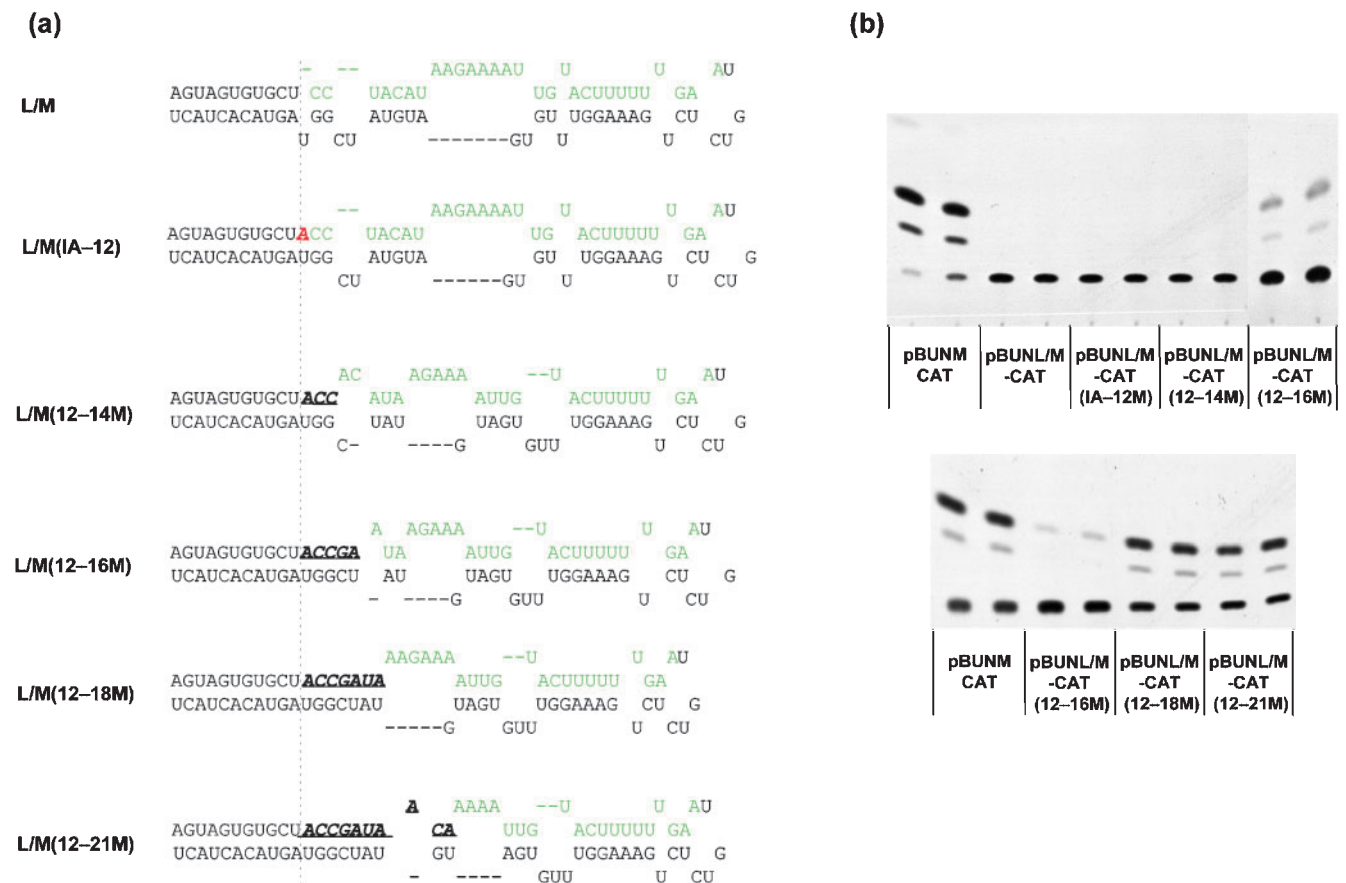 (a)
- -- AAGAAAAU U U AU
AGUAGUGUGCU CC UACAU UG ACUUUUU GA
L/M
UCAUCACAUGA GG AUGUA GU UGGAAAG CU G
U CU -------GU U U CU
-- AAGAAAAU U U AU
AGUAGUGUGCUACC UACAU UG ACUUUUU GA
L/M(IA–12)
UCAUCACAUGAUGG AUGUA GU UGGAAAG CU G
CU ------GU U U CU
AC AGAAA --U U AU
AGUAGUGUGCUACC AUA AUUG ACUUUUU GA
L/M(12–14M)
UCAUCACAUGAUGG UAU UAGU UGGAAAG CU G
C- ----G GUU U CU
A AGAAA --U U AU
AGUAGUGUGCUACCGA UA AUUG ACUUUUU GA
L/M(12–16M)
UCAUCACAUGAUGGCU AU UAGU UGGAAAG CU G
- ----G GUU U CU
AAGAAA --U U AU
AGUAGUGUGCUACCGAUA AUUG ACUUUUU GA
L/M(12–18M)
UCAUCACAUGAUGGCUAU UAGU UGGAAAG CU G
-----G GUU U CU
A AAAA --U U AU
AGUAGUGUGCUACCGAUA CA UUG ACUUUUU GA
L/M(12–21M)
UCAUCACAUGAUGGCUAU GU AGU UGGAAAG CU G
- ---- GUU U CU
(b)
pBUNM pBUNL/M pBUNL/M pBUNL/M pBUNL/M
CAT -CAT -CAT -CAT -CAT
(IA–12M) (12–14M) (12–16M)
pBUNM pBUNL/M pBUNL/M pBUNL/M
CAT -CAT -CAT -CAT
(12–16M) (12–18M) (12–21M)